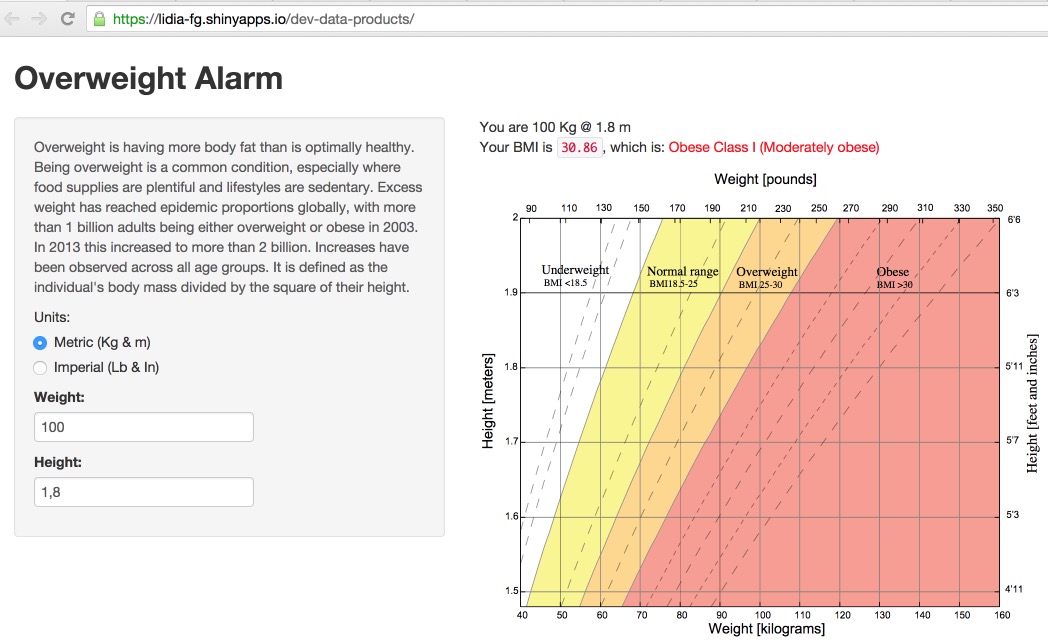 https://lidia-fg.shinyapps.io/dev-data-products/
Overweight Alarm
Overweight is having more body fat than is optimally healthy.
Being overweight is a common condition, especially where
food supplies are plentiful and lifestyles are sedentary. Excess
weight has reached epidemic proportions globally, with more
than 1 billion adults being either overweight or obese in 2003.
In 2013 this increased to more than 2 billion. Increases have
been observed across all age groups. It is defined as the
individual's body mass divided by the square of their height.
Units:
Metric (Kg & m)
Imperial (Lb & In)
Weight:
100
Height:
1,8
You are 100 Kg @ 1.8 m
Your BMI is 30.86 , which is: Obese Class I (Moderately obese)
Weight [pounds]
90 110 130 150 170 190 210 230 250 270 290 310 330 350
2 6'6
Underweight Normal range Overweight Obese
BMI <18.5 BMI18.5-25 BMI 25-30 BMI >30
1.9 6'3
1.8 5'11
1.7 5'7
1.6 5'3
1.5 4'11
Height [meters]
Height [feet and inches]
40 50 60 70 80 90 100 110 120 130 140 150 160
Weight [kilograms]